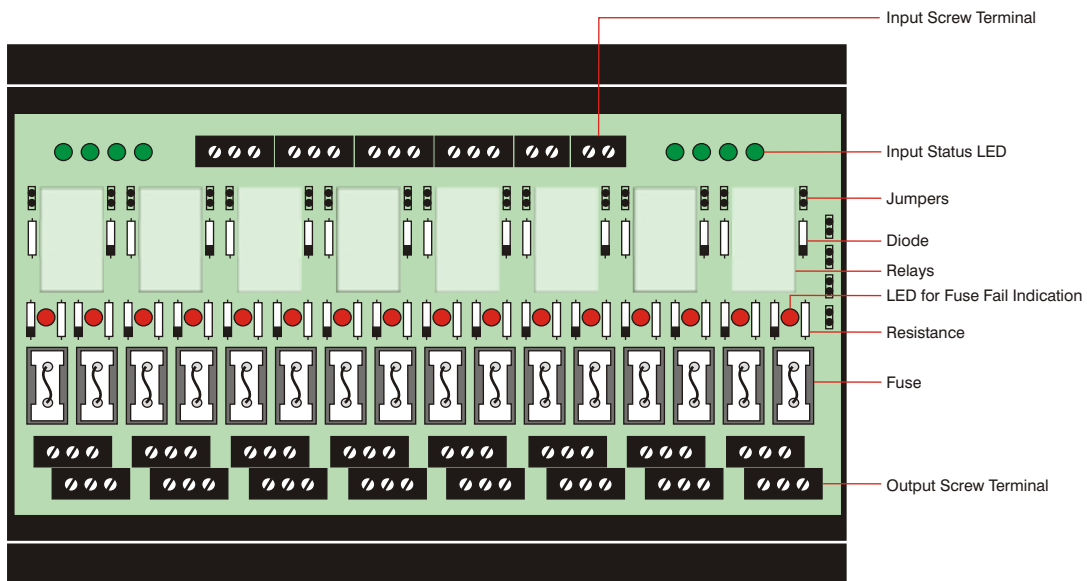 Input Screw Terminal
Input Status LED
Jumpers
Diode
Relays
LED for Fuse Fail Indication
Resistance
Fuse
Output Screw Terminal